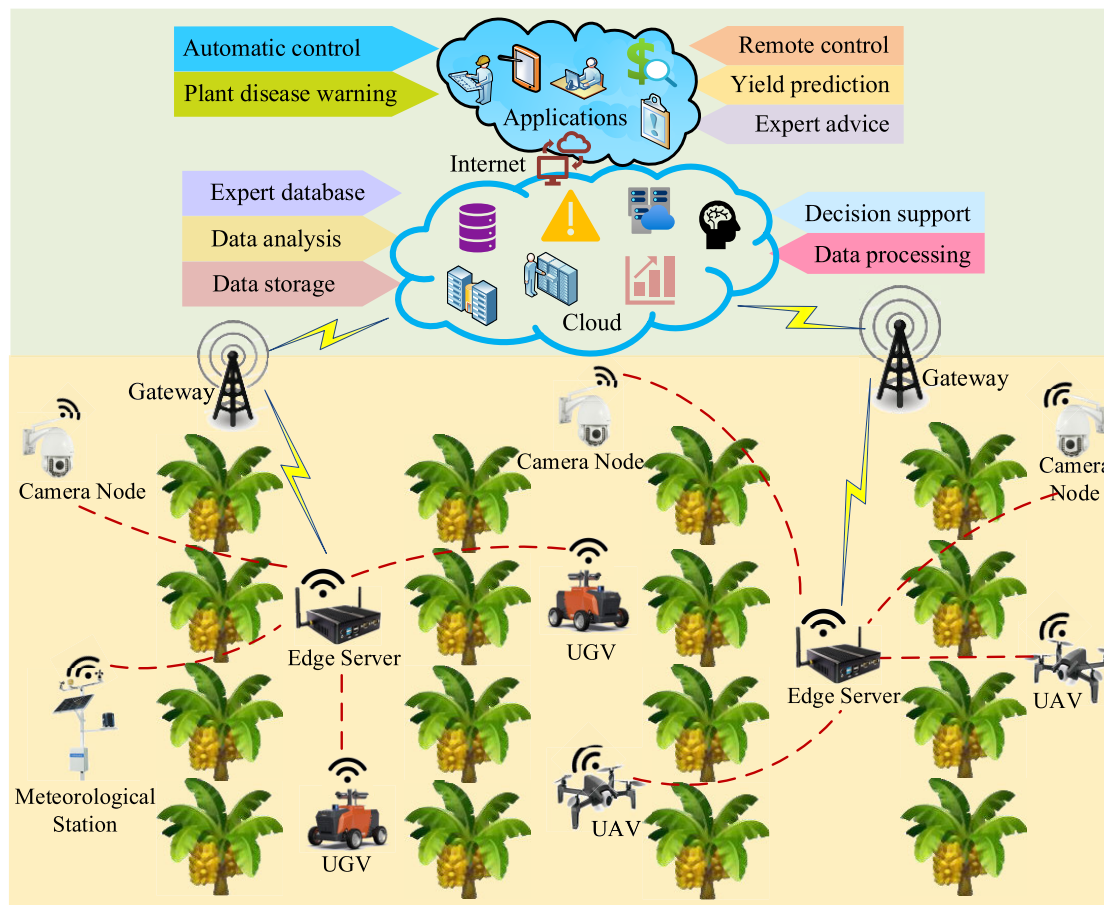 Automatic control
Plant disease warning
Remote control
Yield prediction
Expert advice
Applications
Internet
Expert database
Data analysis
Data storage
Decision support
Data processing
Cloud
Gateway
Gateway
Camera Node
Camera Node
Camera
Node
Edge Server
UGV
Edge Server
UAV
Meteorological
Station
UGV
UAV